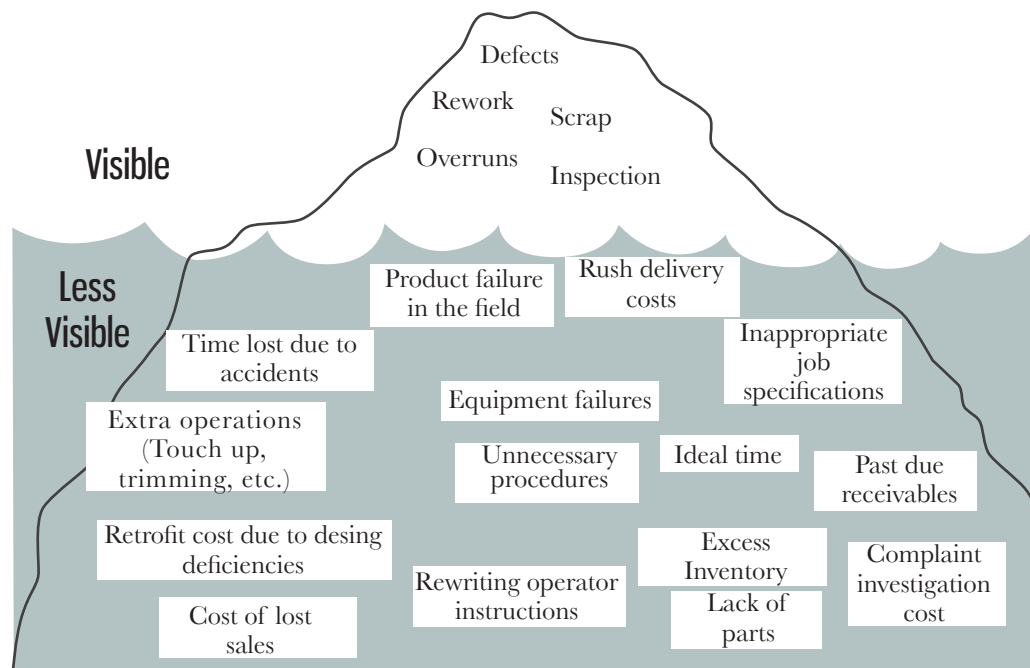 Defects
Rework
Scrap
Overruns
Inspection
Visible
Less
Visible
Product failure
in the field
Rush delivery
costs
Time lost due to
accidents
Inappropriate
job
specifications
Equipment failures
Extra operations
(Touch up,
trimming, etc.)
Unnecessary
procedures
Ideal time
Past due
receivables
Retrofit cost due to desing
deficiencies
Rewriting operator
instructions
Excess
Inventory
Complaint
investigation
cost
Cost of lost
sales
Lack of
parts